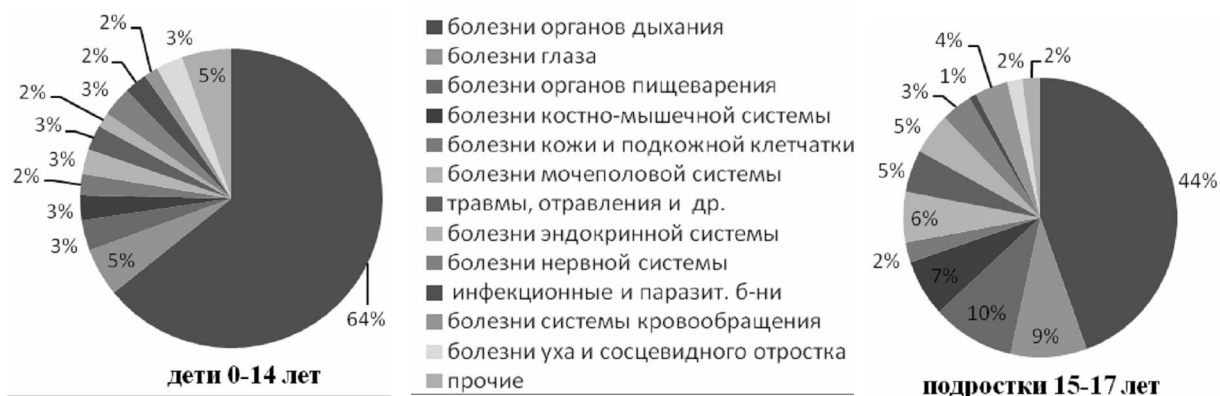 2%
2%
3%
2%
3%
3%
2%
3%
3%
5%
5%
64%
дети 0-14 лет
болезни органов дыхания
болезни глаза
болезни органов пищеварения
болезни костно-мышечной системы
болезни кожи и подкожной клетчатки
болезни мочеполовой системы
травмы, отравления и др.
болезни эндокринной системы
болезни нервной системы
инфекционные и паразит. б-ни
болезни системы кровообращения
болезни уха и сосцевидного отростка
прочие
4%
1%
2%
2%
3%
5%
5%
6%
2%
7%
10%
9%
44%
подростки 15-17 лет